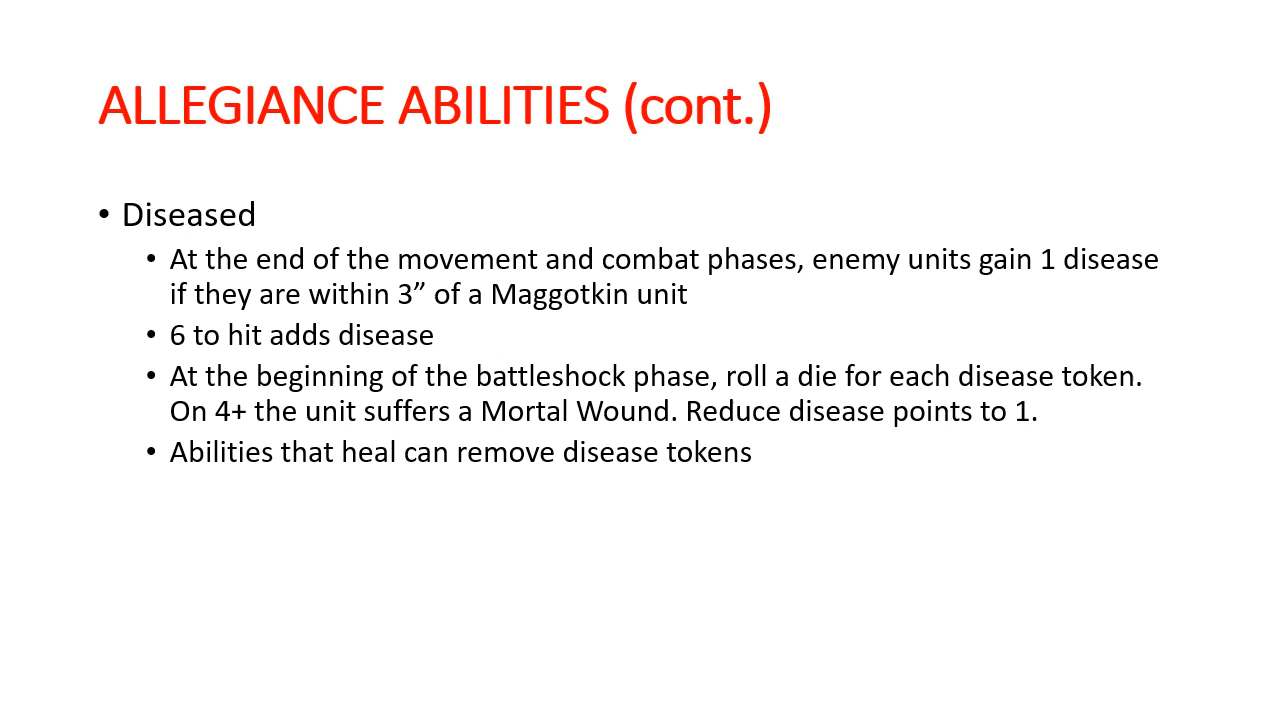 ALLEGIANCE ABILITIES (cont.)
• Diseased
• At the end of the movement and combat phases, enemy units gain 1 disease
if they are within 3” of a Maggotkin unit
• 6 to hit adds disease
• At the beginning of the battleshock phase, roll a die for each disease token.
On 4+ the unit suffers a Mortal Wound. Reduce disease points to 1.
• Abilities that heal can remove disease tokens